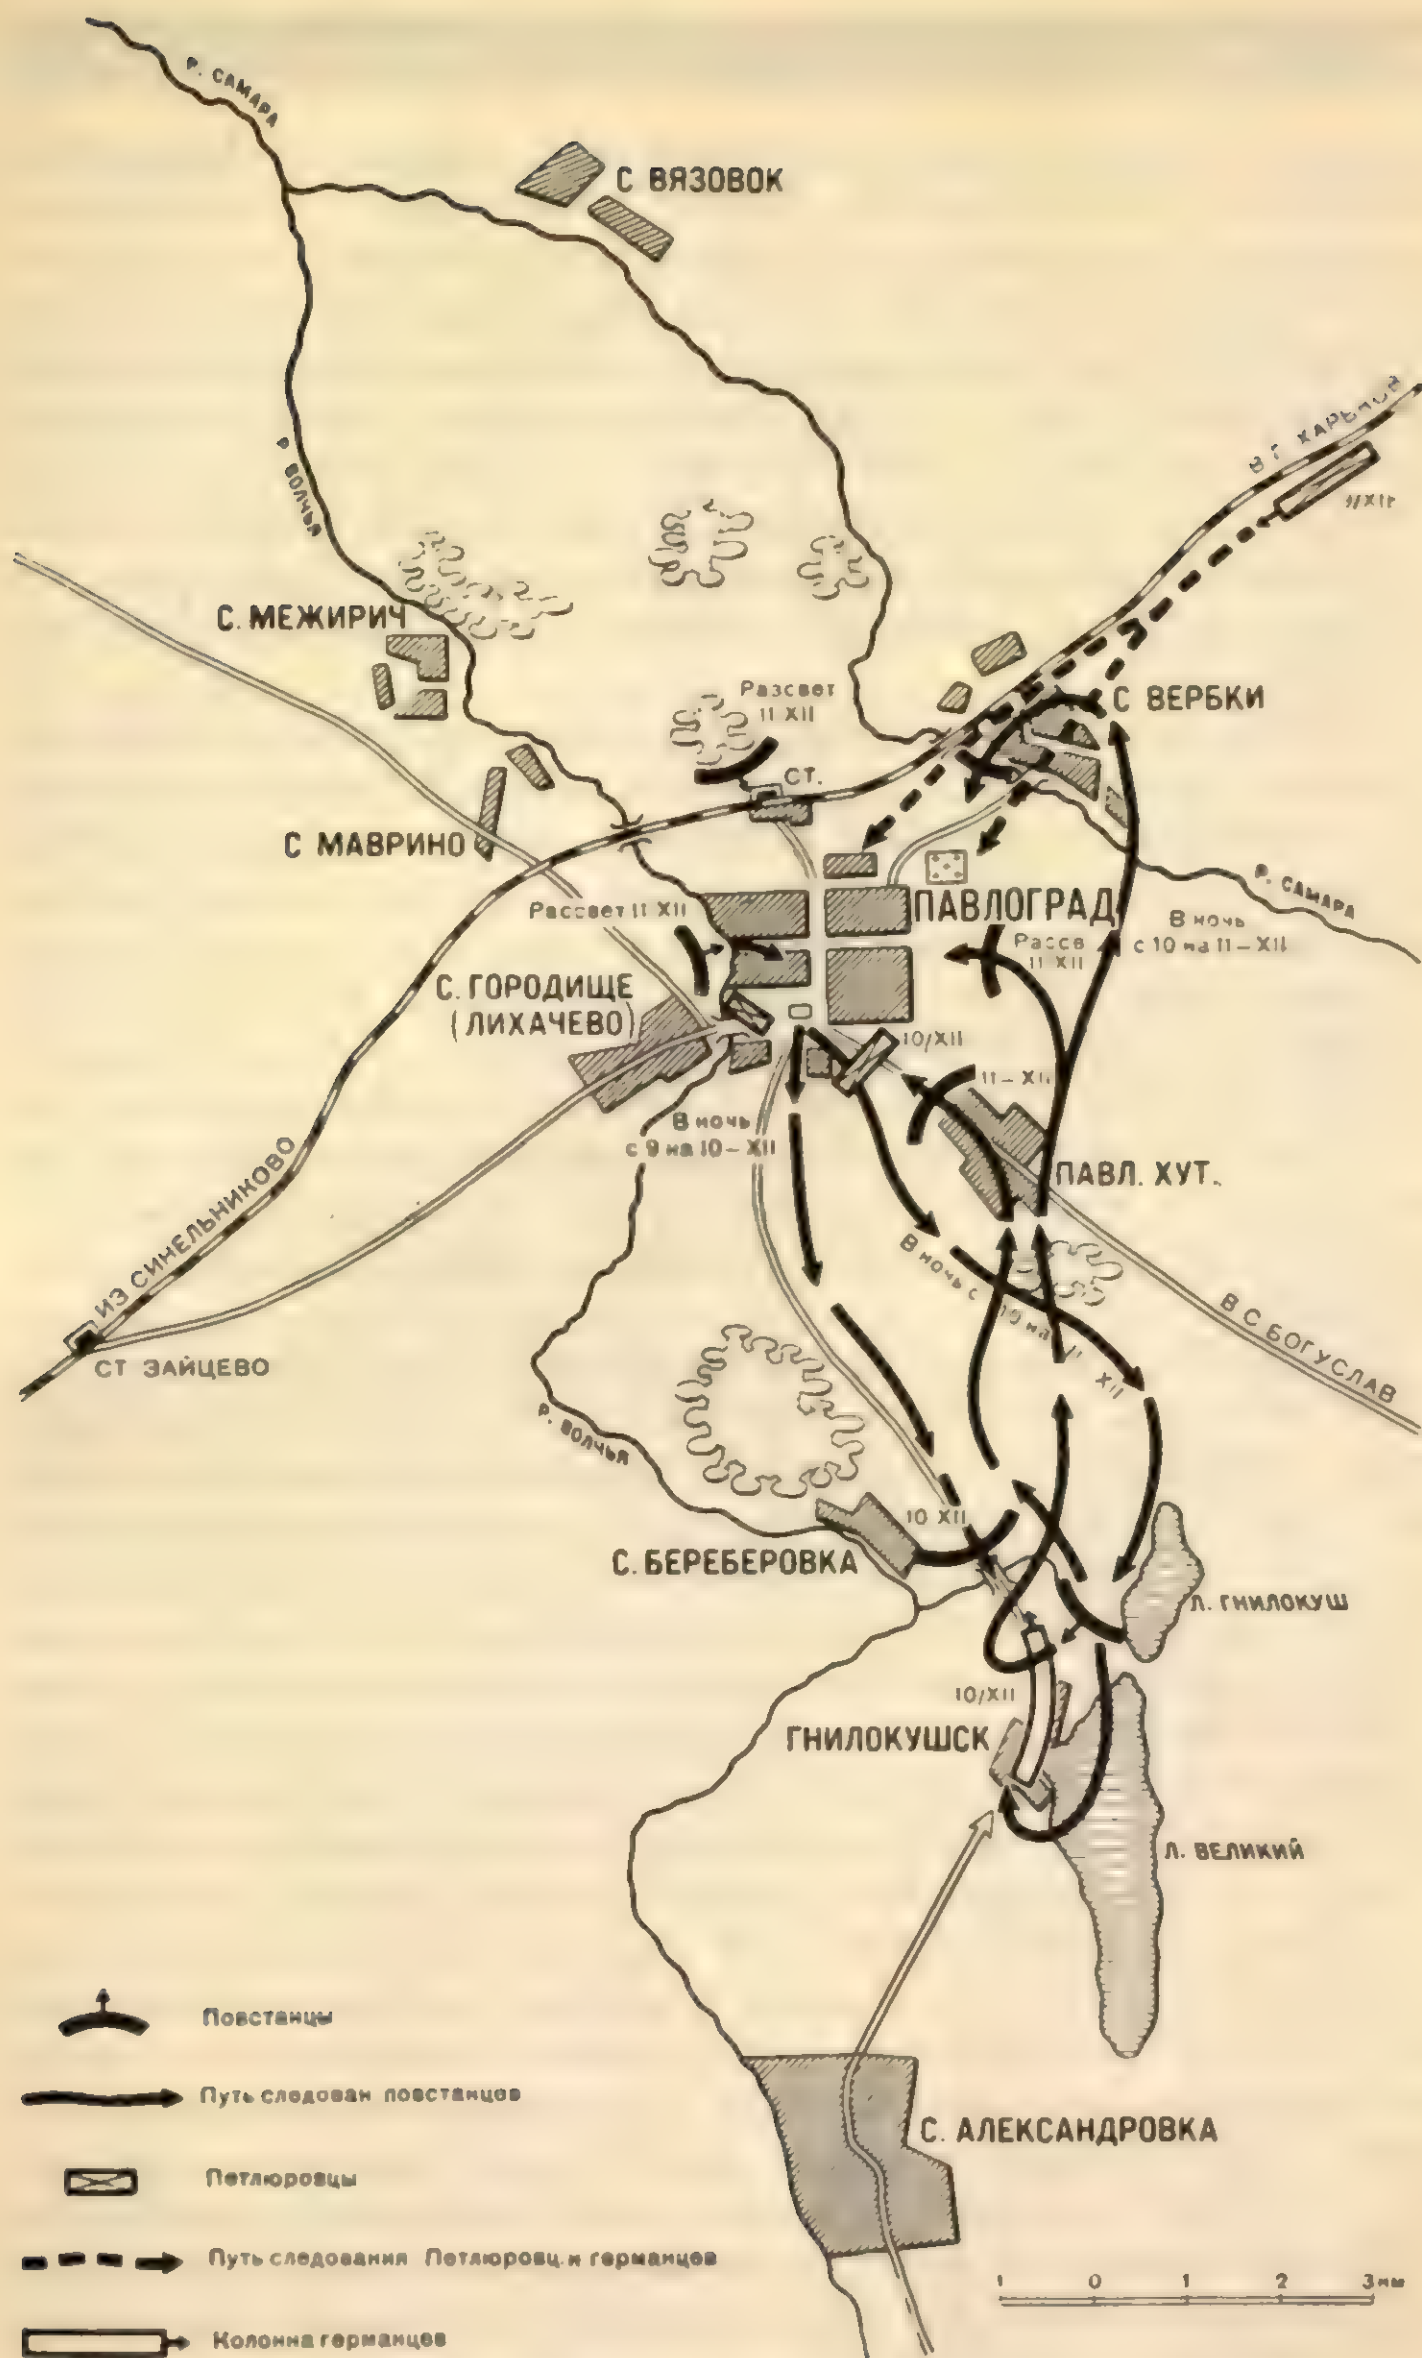 Р. САМАРА
С ВЯЗОВОК
В Г. ХАРЬКОВ
Р. ВОЛЧЬЯ
С. МЕЖИРИЧ
Разсвет
11 XII
С ВЕРБКИ
СТ.
С МАВРИНО
Р. САМАРА
Рассвет 11 XII
ПАВЛОГРАД
В ночь
с 10 на 11-XII
Рассв
11 XII
С. ГОРОДИЩЕ
(ЛИХАЧЕВО)
10/XII
11-XII
В ночь
с 9 на 10-XII
ПАВЛ. ХУТ.
ИЗ СИНЕЛЬНИКОВО
В ночь с 10 на 11 XII
В С БОГУСЛАВ
СТ ЗАЙЦЕВО
Р. ВОЛЧЬЯ
10 XII
С. БЕРЕБЕРОВКА
Л. ГНИЛОКУШ
10/XII
ГНИЛОКУШСК
Л. ВЕЛИКИЙ
Повстанцы
Путь следован повстанцев
С. АЛЕКСАНДРОВКА
Петлюровцы
Путь следования Петлюровц. и германцев
1 0 1 2 3 км
Колонна германцев